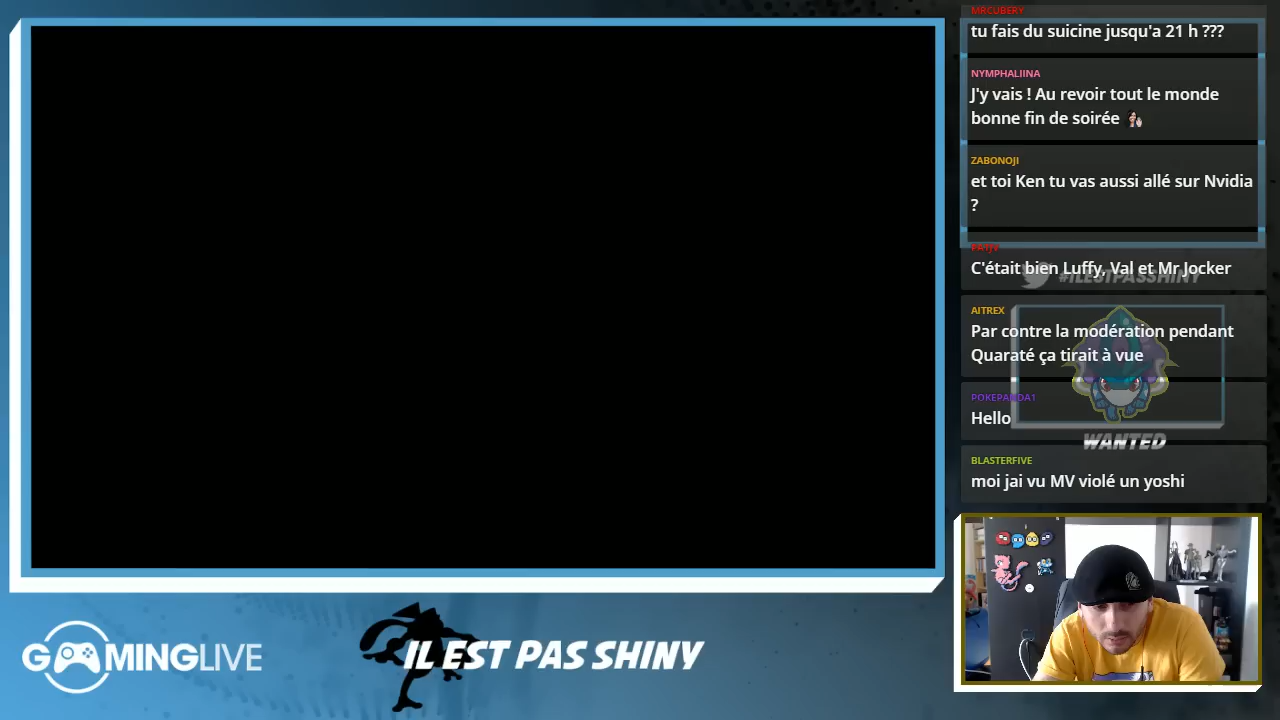 MRCUBERY
tu fais du suicine jusqu'a 21 h ???
NYMPHALIINA
J'y vais ! Au revoir tout le monde
bonne fin de soirée
ZABONOJI
et toi Ken tu vas aussi allé sur Nvidia
?
C'était bien Luffy, Val et Mr Jocker
#ILESTPASSHINY
AITREX
Par contre la modération pendant
Quaraté ça tirait à vue
POKEPANDA1
Hello
WANTED
BLASTERFIVE
moi jai vu MV violé un yoshi
GAMINGLIVE
IL EST PAS SHINY